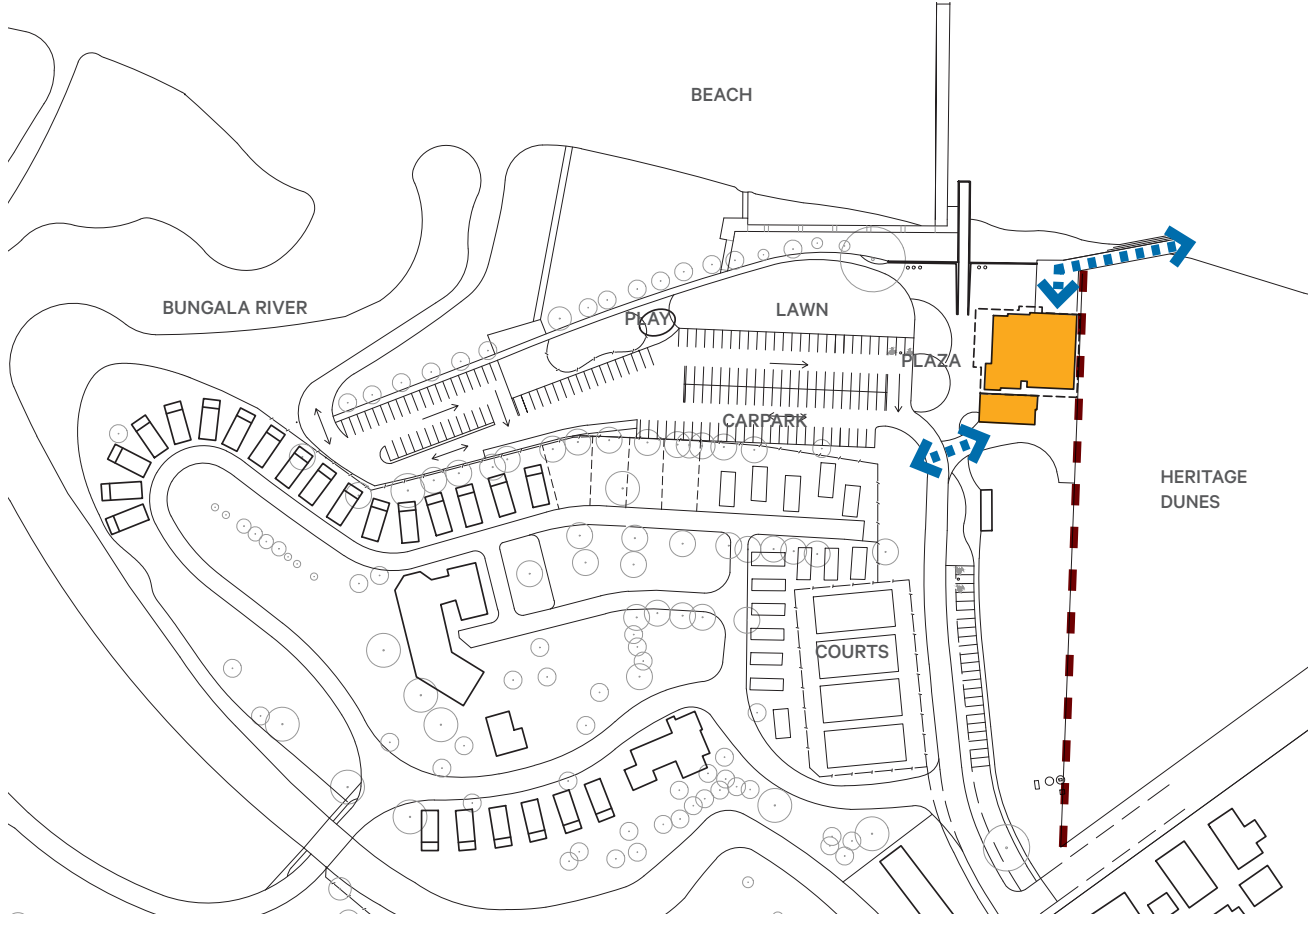 BEACH
BUNGALA RIVER
PLAY
LAWN
PLAZA
CARPARK
HERITAGE
DUNES
COURTS